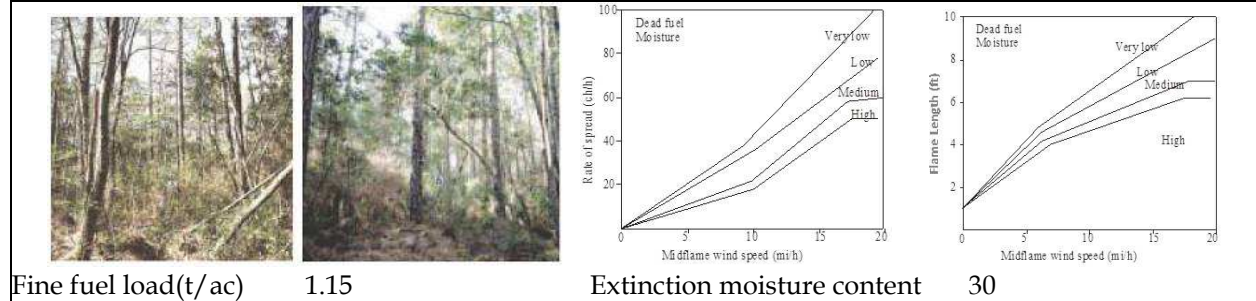 Dead fuel
Moisture
Very low
Low
Medium
High
100
80
60
40
20
0
5
10
15
20
Rate of spread (ch/h)
Midflame wind speed (mi/h)
Dead fuel
Moisture
Very low
Low
Medium
High
10
8
6
4
2
0
5
10
15
20
Flame Length (ft)
Midflame wind speed (mi/h)
Fine fuel load(t/ac) 1.15 Extinction moisture content 30